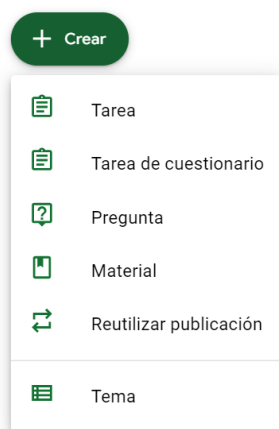 Crear
Tarea
Tarea de cuestionario
Pregunta
Material
Reutilizar publicación
Tema